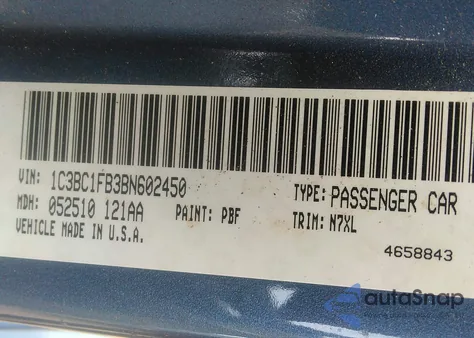 VIN: 1C3BC1FB3BN602450 TYPE: PASSENGER CAR
MDH: 052510 121AA PAINT: PBF TRIM: N7XL
VEHICLE MADE IN U.S.A.
4658843
autoSnap